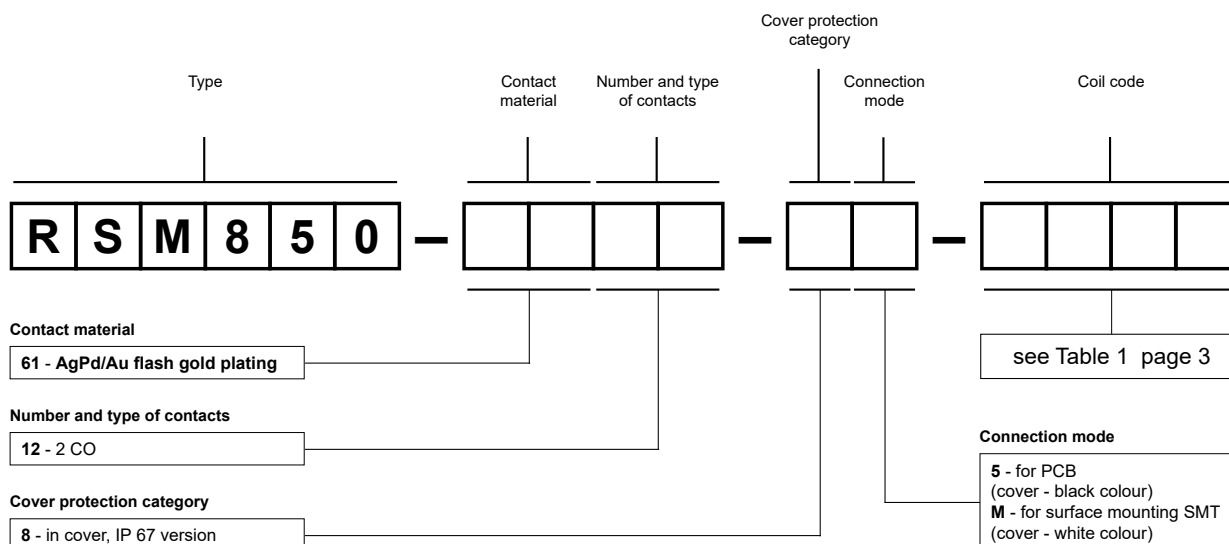 Cover protection
category
Type
Contact
material
Number and type
of contacts
Connection
mode
Coil code
R S M 8 5 0 – – –
Contact material
61 - AgPd/Au flash gold plating
see Table 1 page 3
Number and type of contacts
12 - 2 CO
Connection mode
5 - for PCB
(cover - black colour)
M - for surface mounting SMT
(cover - white colour)
Cover protection category
8 - in cover, IP 67 version